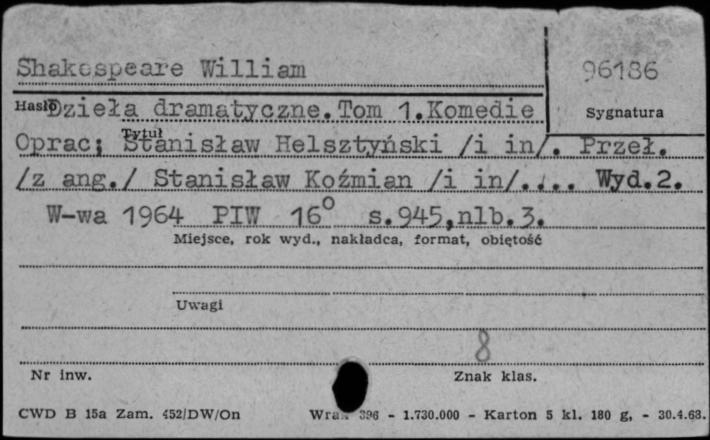 Shakespeare William
96186
Hasło
Dzieła dramatyczne. Tom 1. Komedie
Sygnatura
Tytuł
Oprac; Stanisław Helsztyński /i in/. Przeł.
/z ang./ Stanisław Koźmian /i in/.... Wyd.2.
W-wa 1964 PIW 16° s.945,nlb.3.
Miejsce, rok wyd., nakładca, format, objętość
Uwagi
8
Nr inw.
Znak klas.
CWD B 15a Zam. 452/DW/On 396 - 1.730.000 - Karton 5 kl. 180 g, - 30.4.68.